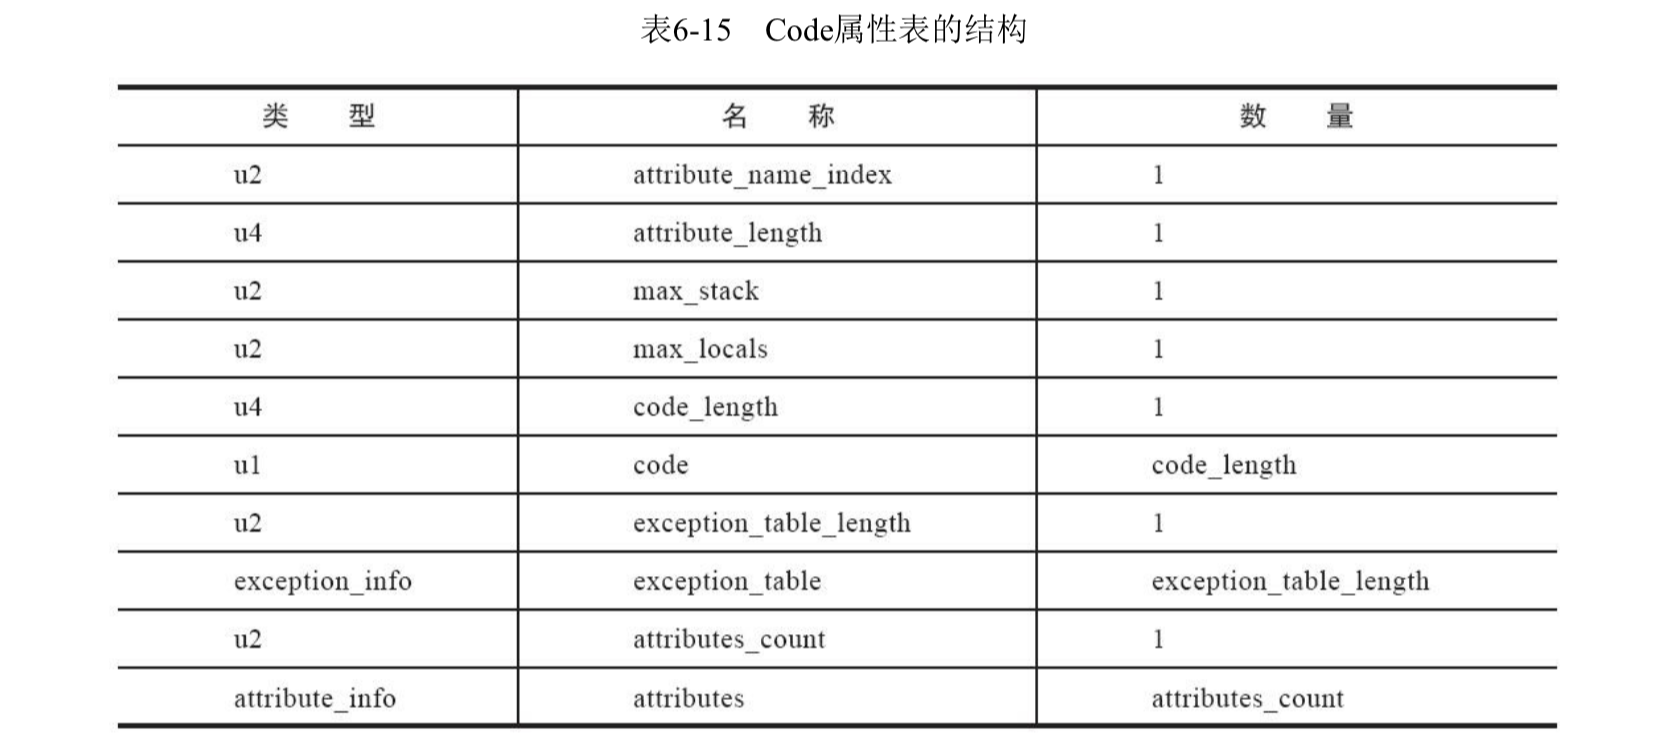 表6-15 Code属性表的结构
类 型 名 称 数 量
u2 attribute_name_index 1
u4 attribute_length 1
u2 max_stack 1
u2 max_locals 1
u4 code_length 1
u1 code code_length
u2 exception_table_length 1
exception_info exception_table exception_table_length
u2 attributes_count 1
attribute_info attributes attributes_count